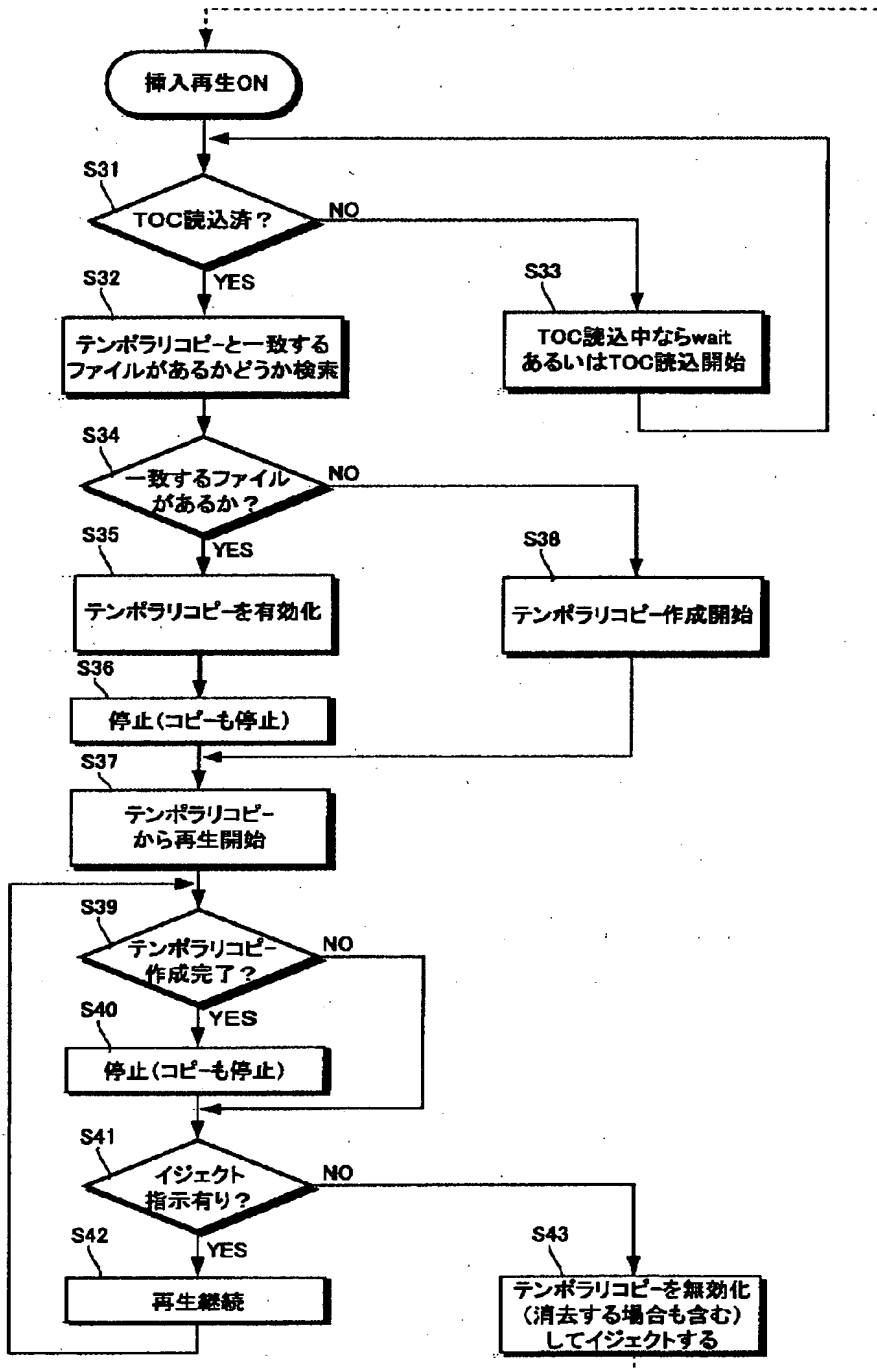 挿入再生ON
S31
TOC読込済？
NO
YES
S32
テンポラリコピーと一致する
ファイルがあるかどうか検索
S33
TOC読込中ならwait
あるいはTOC読込開始
S34
一致するファイル
があるか？
NO
YES
S35
テンポラリコピーを有効化
S38
テンポラリコピー作成開始
S36
停止（コピーも停止）
S37
テンポラリコピー
から再生開始
S39
テンポラリコピー
作成完了？
NO
YES
S40
停止（コピーも停止）
S41
イジェクト
指示有り？
NO
YES
S42
再生継続
S43
テンポラリコピーを無効化
（消去する場合も含む）
してイジェクトする